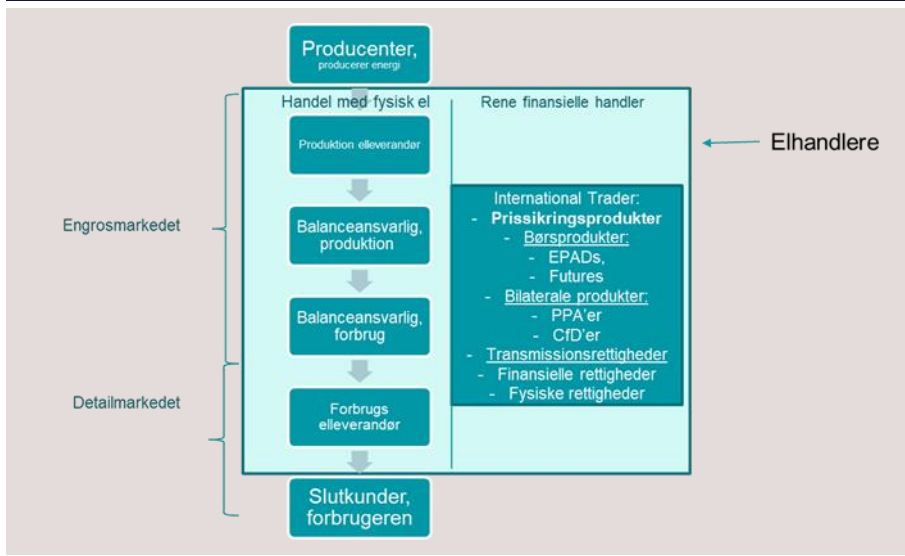 Producenter,
producerer energi
Handel med fysisk el
Rene finansielle handler
Produktion elleverandør
Elhandlere
Engrosmarkedet
Balanceansvarlig,
produktion
Balanceansvarlig,
forbrug
International Trader:
- Prissikringsprodukter
- Børsprodukter:
- EPADs,
- Futures
- Bilaterale produkter:
- PPA'er
- CfD'er
- Transmissionsrettigheder
- Finansielle rettigheder
- Fysiske rettigheder
Detailmarkedet
Forbrugs
elleverandør
Slutkunder,
forbrugeren